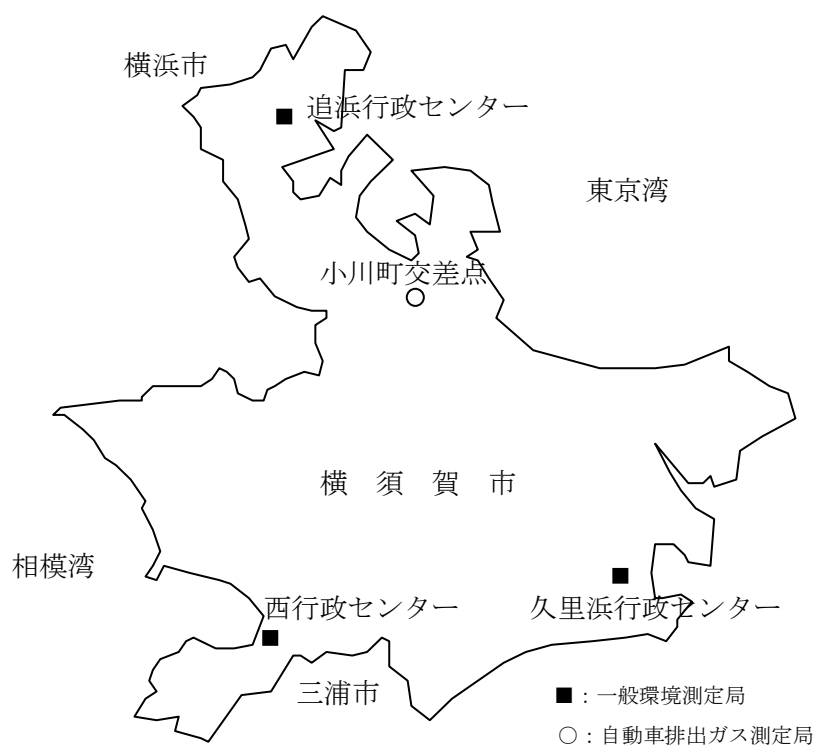 横浜市
追浜行政センター
東京湾
小川町交差点
横須賀市
相模湾
西行政センター
久里浜行政センター
三浦市
■：一般環境測定局
○：自動車排出ガス測定局